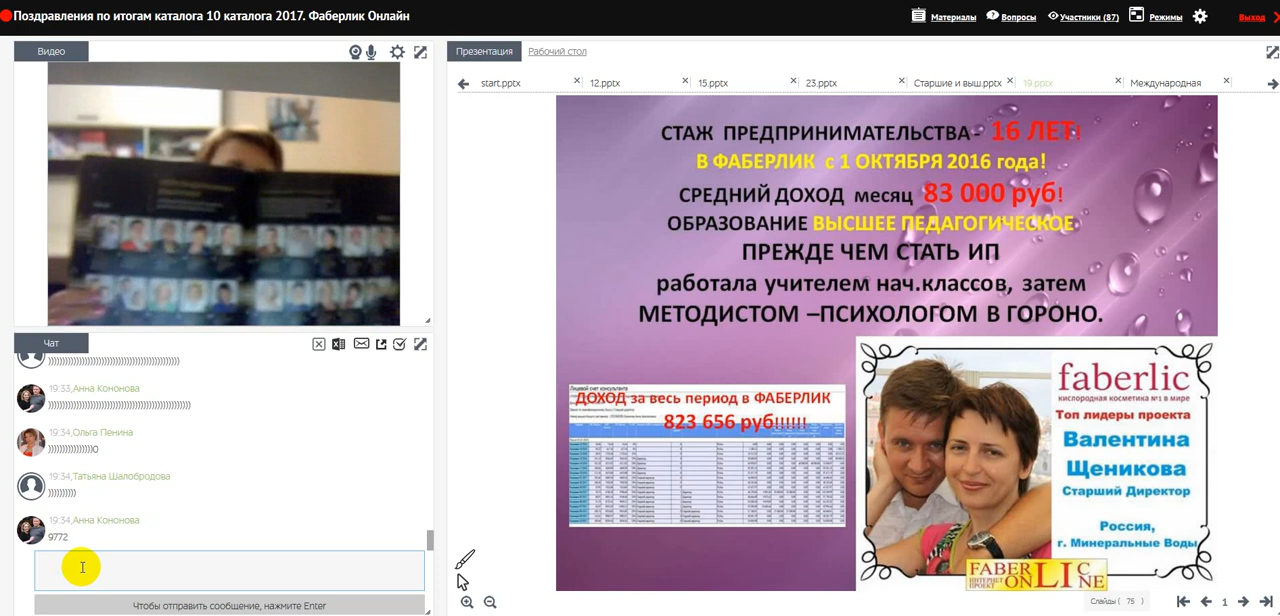 Поздравления по итогам каталога 10 каталога 2017. Фаберлик Онлайн
Материалы
Вопросы
Участники (87)
Режимы
Выход
Видео
Презентация
Рабочий стол
start.pptx
12.pptx
15.pptx
23.pptx
Старшие и выш.pptx
19.pptx
Международная
СТАЖ ПРЕДПРИНИМАТЕЛЬСТВА - 16 ЛЕТ!
В ФАБЕРЛИК с 1 ОКТЯБРЯ 2016 года!
СРЕДНИЙ ДОХОД месяц 83 000 руб!
ОБРАЗОВАНИЕ ВЫСШЕЕ ПЕДАГОГИЧЕСКОЕ
ПРЕЖДЕ ЧЕМ СТАТЬ ИП
работала учителем нач.классов, затем
МЕТОДИСТОМ –ПСИХОЛОГОМ В ГОРОНО.
ДОХОД за весь период в ФАБЕРЛИК
823 656 руб!!!!!!
faberlic
кислородная косметика №1 в мире
Топ лидеры проекта
Валентина
Щеникова
Старший Директор
Россия,
г. Минеральные Воды
FABERLIC
ИНТЕРНЕТ ПРОЕКТ
ONLINE
Чат
19:33,Анна Кононова
19:34,Ольга Пенина
19:34,Татьяна Шалобродова
19:34,Анна Кононова
9772
Чтобы отправить сообщение, нажмите Enter
Слайды ( 75 )
1